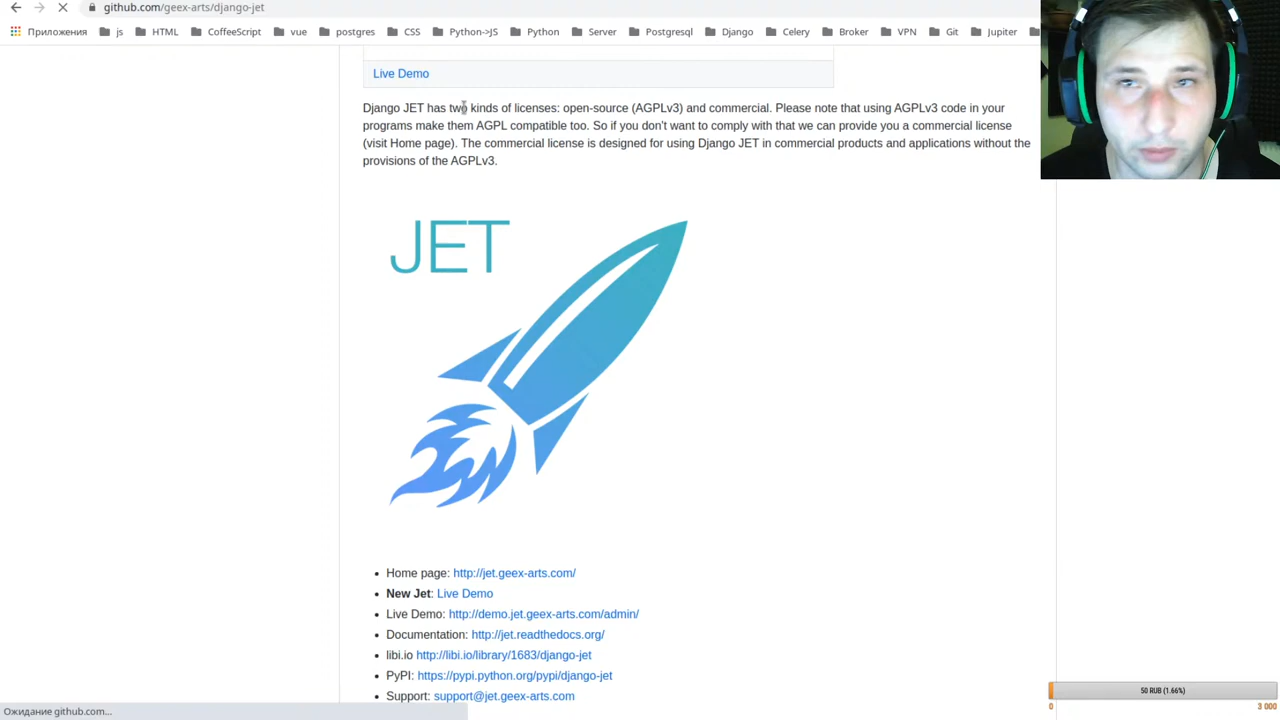 github.com/geex-arts/django-jet
Приложения js HTML CoffeeScript vue postgres CSS Python->JS Python Server Postgresql Django Celery Broker VPN Git Jupiter
Live Demo
Django JET has two kinds of licenses: open-source (AGPLv3) and commercial. Please note that using AGPLv3 code in your
programs make them AGPL compatible too. So if you don't want to comply with that we can provide you a commercial license
(visit Home page). The commercial license is designed for using Django JET in commercial products and applications without the
provisions of the AGPLv3.
JET
Home page: http://jet.geex-arts.com/
New Jet: Live Demo
Live Demo: http://demo.jet.geex-arts.com/admin/
Documentation: http://jet.readthedocs.org/
libi.io http://libi.io/library/1683/django-jet
PyPI: https://pypi.python.org/pypi/django-jet
Support: support@jet.geex-arts.com
50 RUB (1.66%)
0 3 000
Ожидание github.com...